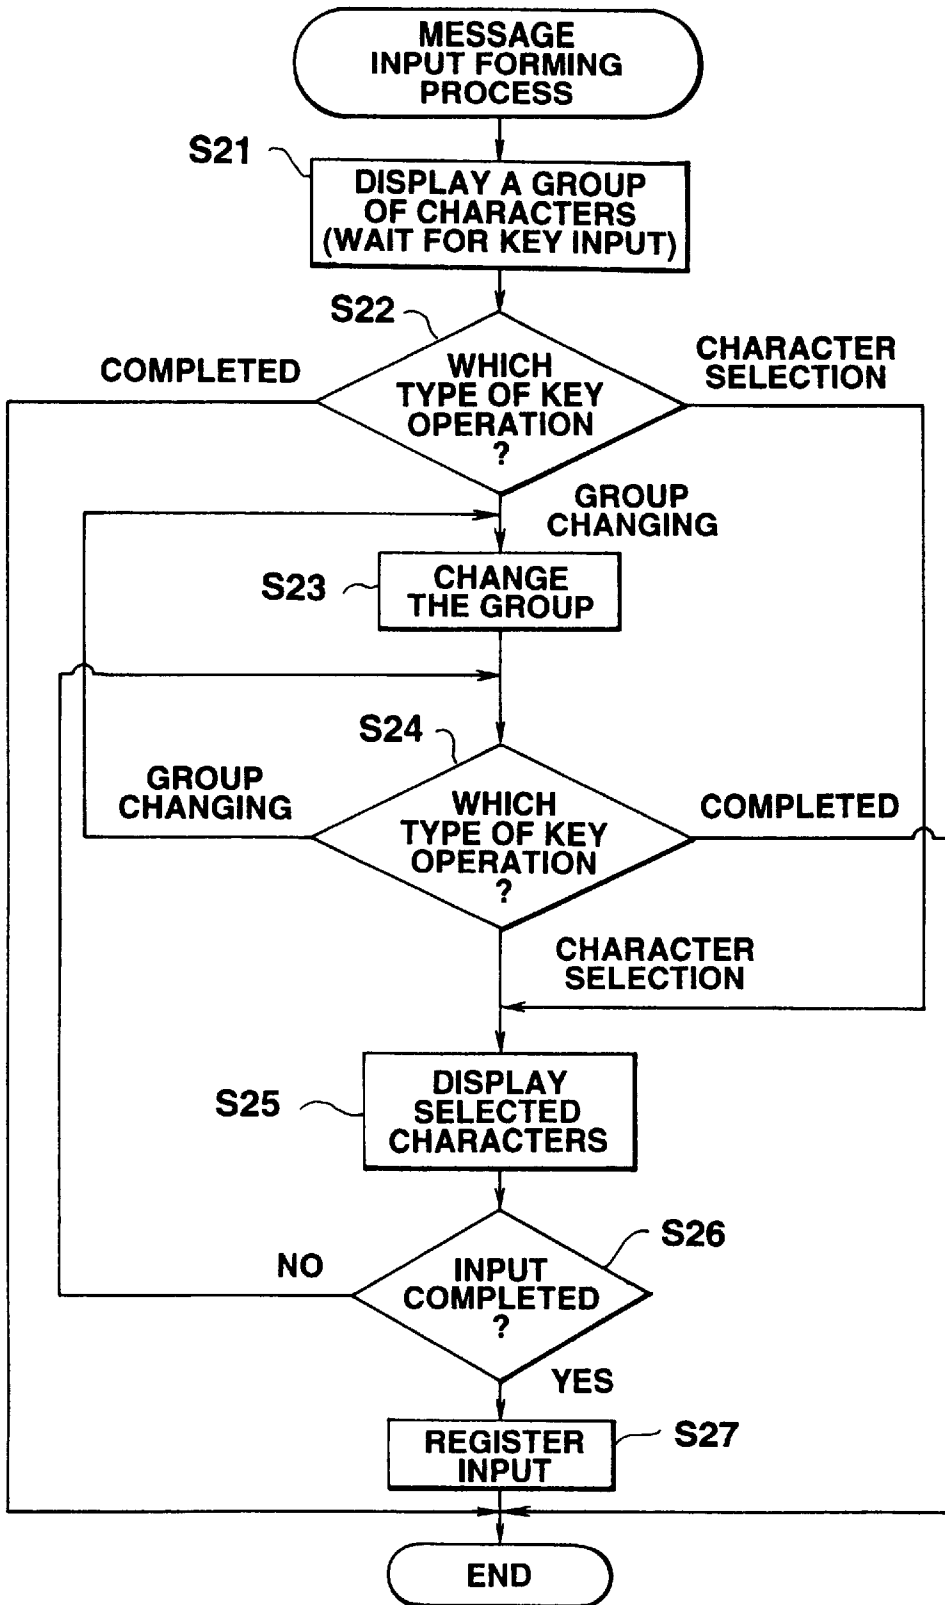 MESSAGE
INPUT FORMING
PROCESS
S21
DISPLAY A GROUP
OF CHARACTERS
(WAIT FOR KEY INPUT)
S22
COMPLETED
WHICH
TYPE OF KEY
OPERATION
?
CHARACTER
SELECTION
GROUP
CHANGING
S23
CHANGE
THE GROUP
S24
GROUP
CHANGING
WHICH
TYPE OF KEY
OPERATION
?
COMPLETED
CHARACTER
SELECTION
S25
DISPLAY
SELECTED
CHARACTERS
S26
NO
INPUT
COMPLETED
?
YES
S27
REGISTER
INPUT
END